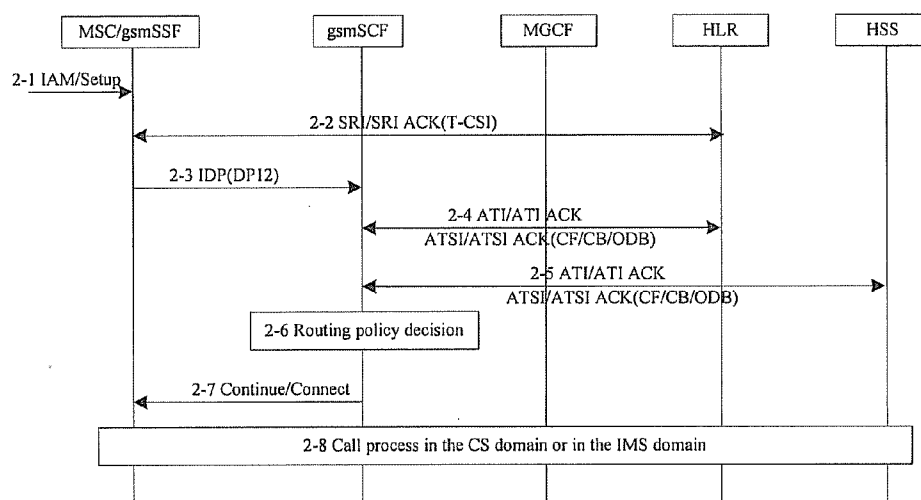 MSC/gsmSSF
gsmSCF
MGCF
HLR
HSS
2-1 IAM/Setup
2-2 SRI/SRI ACK(T-CSI)
2-3 IDP(DP12)
2-4 ATI/ATI ACK
ATSI/ATSI ACK(CF/CB/ODB)
2-5 ATI/ATI ACK
ATSI/ATSI ACK(CF/CB/ODB)
2-6 Routing policy decision
2-7 Continue/Connect
2-8 Call process in the CS domain or in the IMS domain